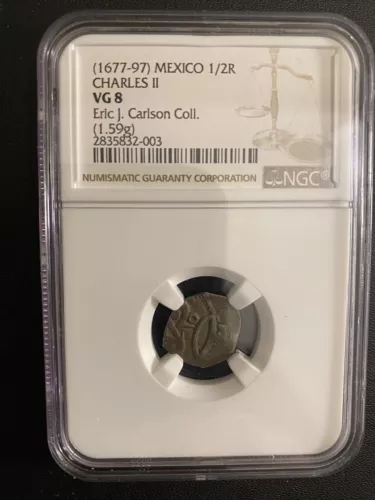 (1677-97) MEXICO 1/2R
CHARLES II
VG 8
Eric J. Carlson Coll.
(1.59g)
2835832-003
NUMISMATIC GUARANTY CORPORATION
NGC®